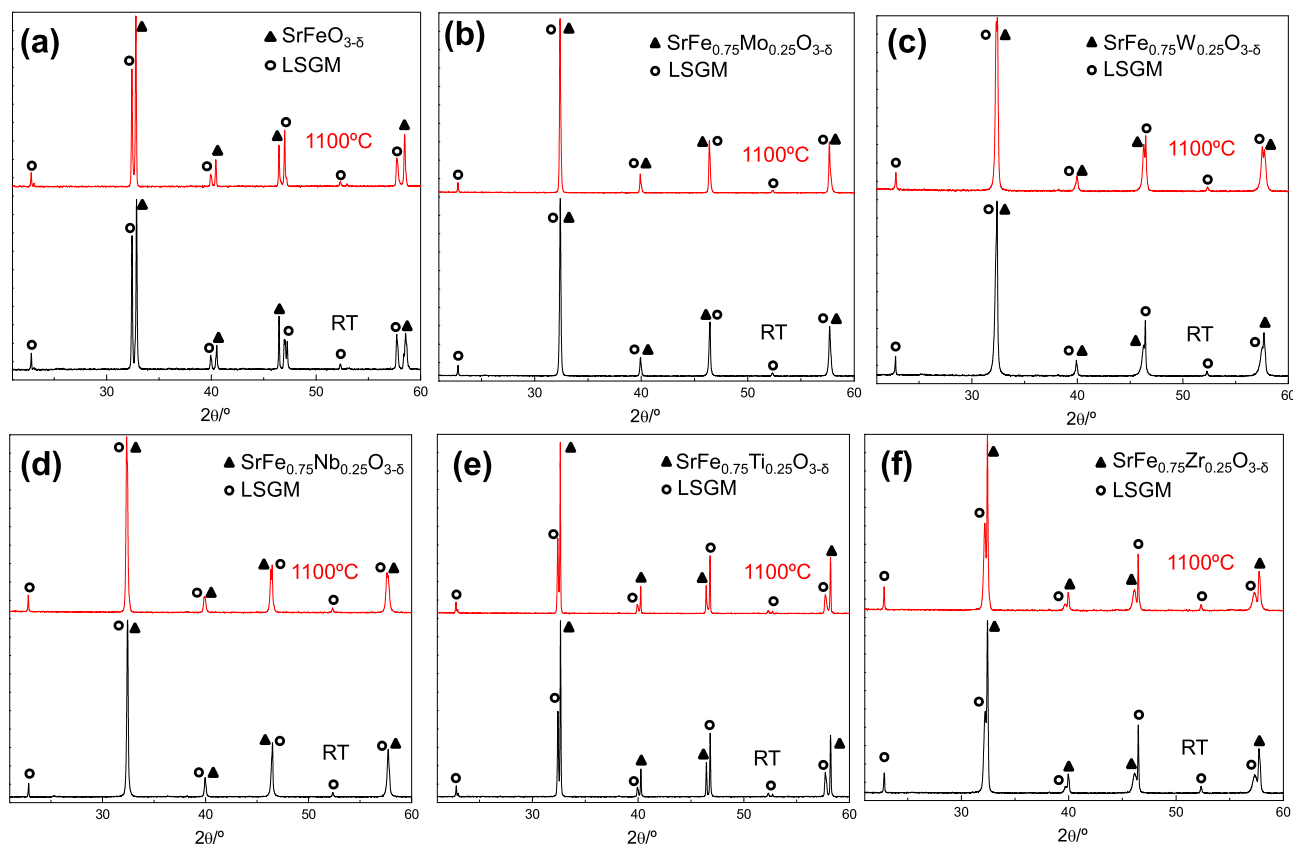 (a)
▲ SrFeO3-δ
o LSGM
1100ºC
RT
30 40 50 60
2θ/º
(b)
▲ SrFe0.75Mo0.25O3-δ
o LSGM
1100ºC
RT
30 40 50 60
2θ/º
(c)
▲ SrFe0.75W0.25O3-δ
o LSGM
1100ºC
RT
30 40 50 60
2θ/º
(d)
▲ SrFe0.75Nb0.25O3-δ
o LSGM
1100ºC
RT
30 40 50 60
2θ/º
(e)
▲ SrFe0.75Ti0.25O3-δ
o LSGM
1100ºC
RT
30 40 50 60
2θ/º
(f)
▲ SrFe0.75Zr0.25O3-δ
o LSGM
1100ºC
RT
30 40 50 60
2θ/º